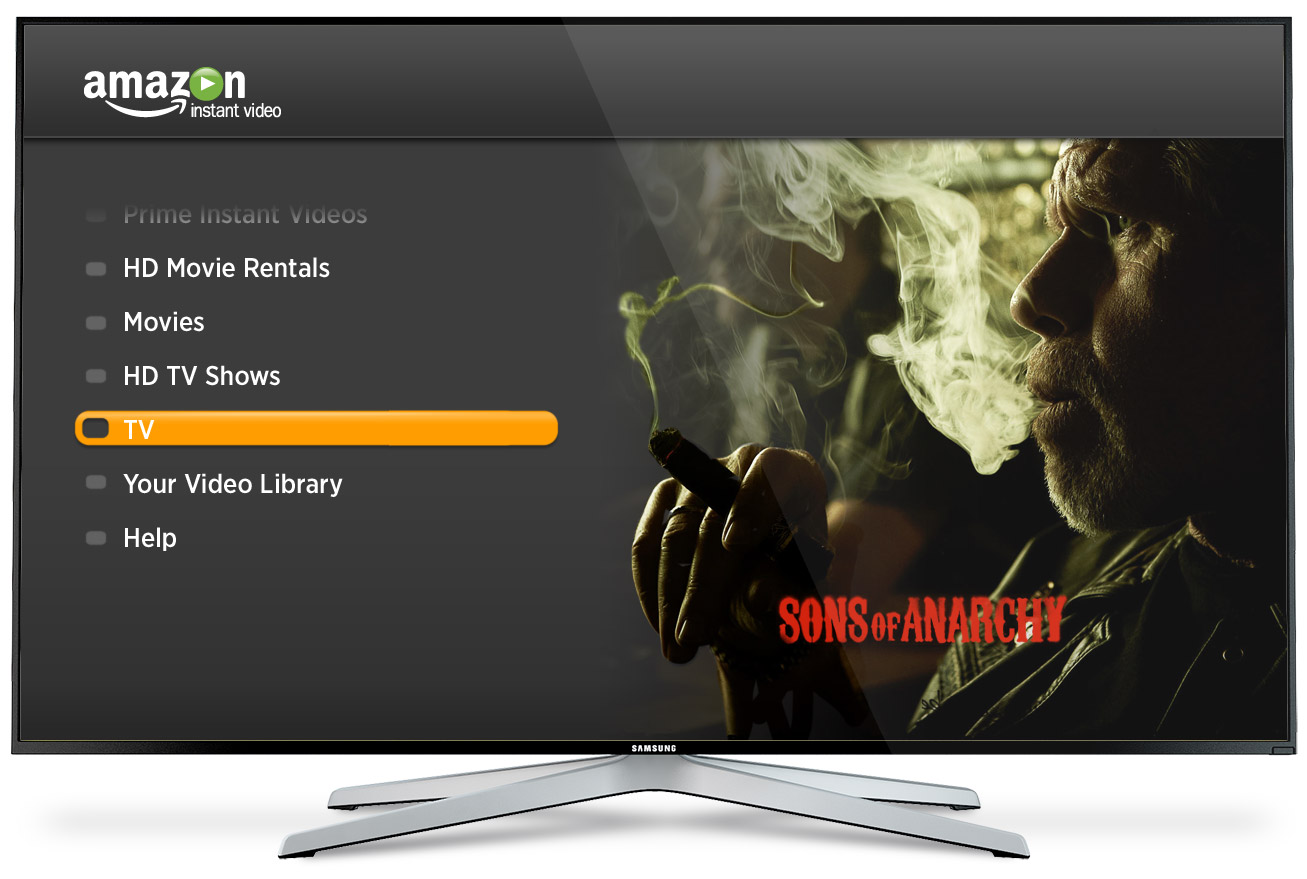 amazon
instant video
Prime Instant Videos
HD Movie Rentals
Movies
HD TV Shows
TV
Your Video Library
Help
SONS OF ANARCHY
SAMSUNG